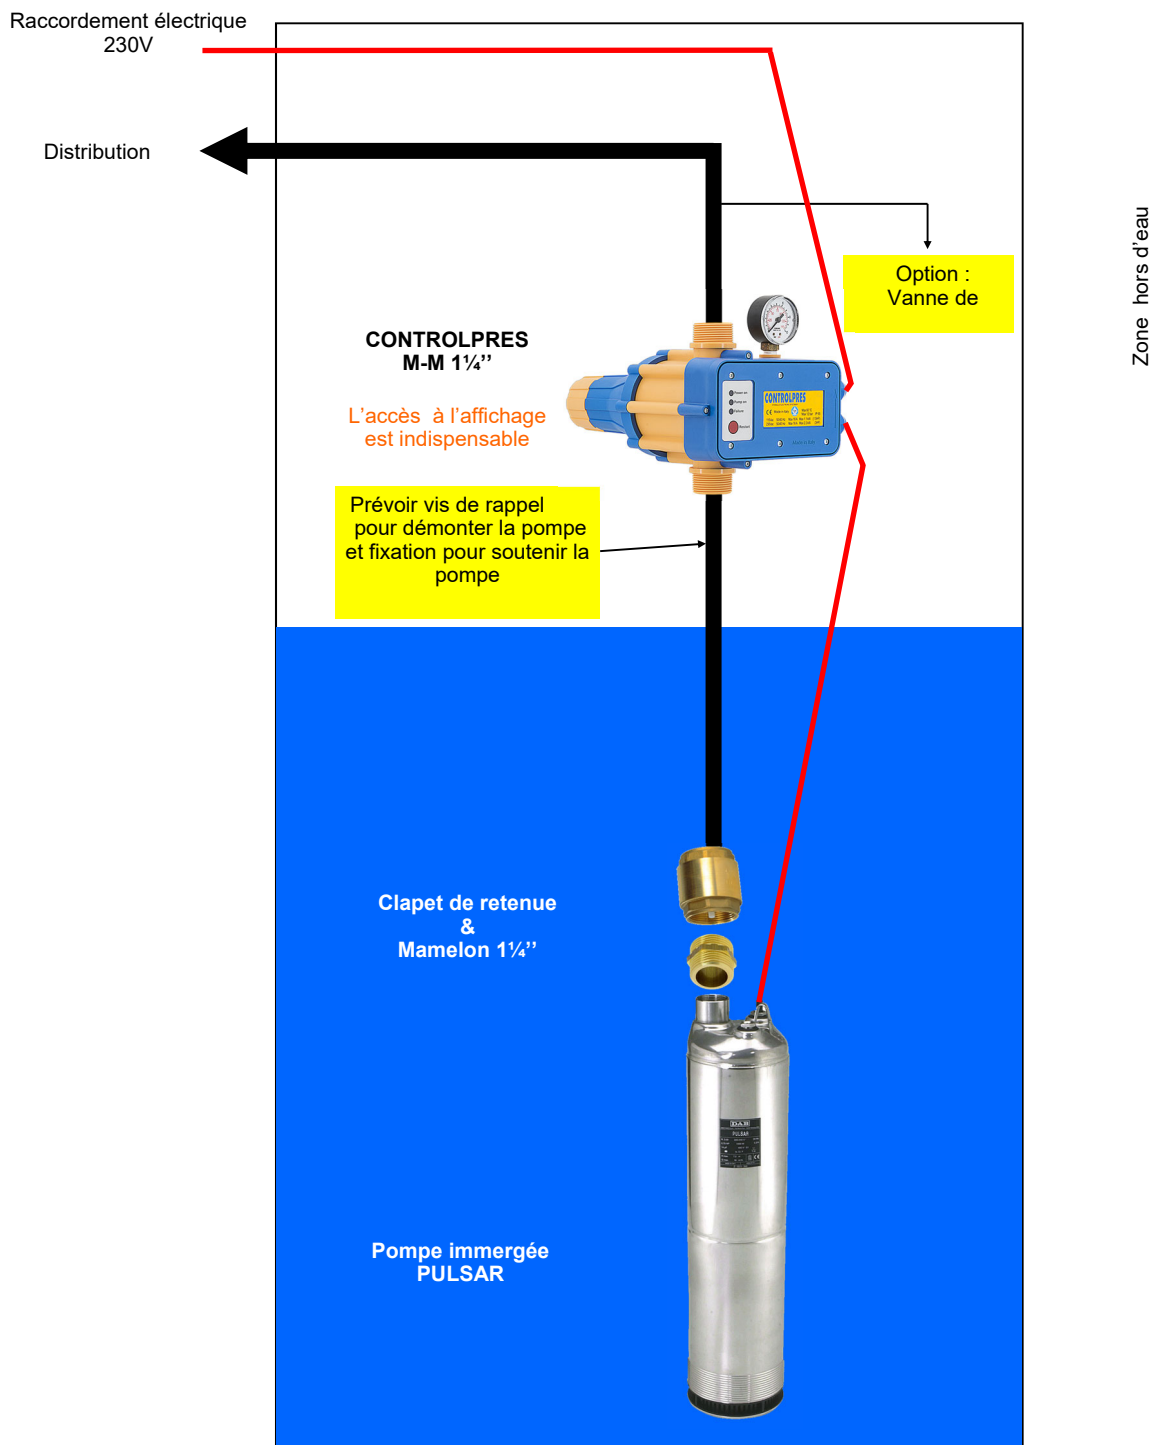 Raccordement électrique
230V
Distribution
Zone hors d'eau
Option :
Vanne de
CONTROLPRES
M-M 1¼’’
L’accès à l’affichage
est indispensable
CONTROLPRES
Prévoir vis de rappel
pour démonter la pompe
et fixation pour soutenir la
pompe
Clapet de retenue
&
Mamelon 1¼’’
DAB
PULSAR
Pompe immergée
PULSAR